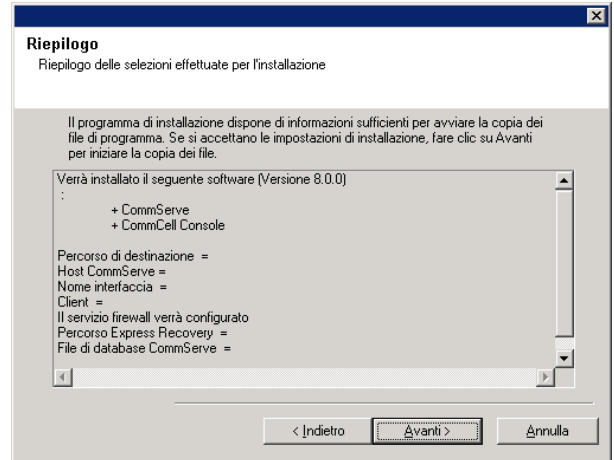 Riepilogo
Riepilogo delle selezioni effettuate per l'installazione
Il programma di installazione dispone di informazioni sufficienti per avviare la copia dei
file di programma. Se si accettano le impostazioni di installazione, fare clic su Avanti
per iniziare la copia dei file.
Verrà installato il seguente software (Versione 8.0.0)
:
+ CommServe
+ CommCell Console
Percorso di destinazione =
Host CommServe =
Nome interfaccia =
Client =
Il servizio firewall verrà configurato
Percorso Express Recovery =
File di database CommServe =
< Indietro
Avanti >
Annulla